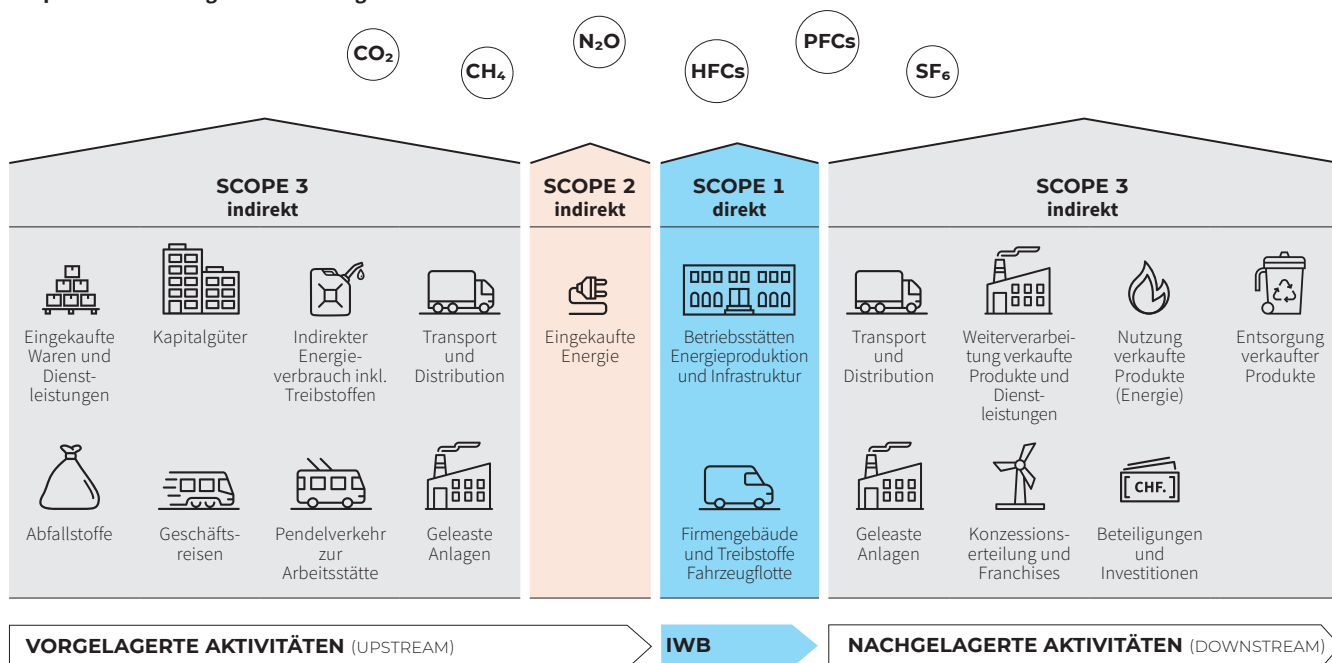 CO₂
CH₄
N₂O
HFCs
PFCs
SF₆
SCOPE 3
indirekt
Eingekaufte
Waren und
Dienst-
leistungen
Kapitalgüter
Indirekter
Energie-
verbrauch inkl.
Treibstoffen
Transport
und
Distribution
Abfallstoffe
Geschäfts-
reisen
Pendelverkehr
zur
Arbeitsstätte
Geleaste
Anlagen
SCOPE 2
indirekt
Eingekaufte
Energie
SCOPE 1
direkt
Betriebsstätten
Energieproduktion
und Infrastruktur
Firmengebäude
und Treibstoffe
Fahrzeugflotte
SCOPE 3
indirekt
Transport
und
Distribution
Weiterverarbei-
tung verkaufte
Produkte und
Dienst-
leistungen
Nutzung
verkaufte
Produkte
(Energie)
Entsorgung
verkaufter
Produkte
Geleaste
Anlagen
Konzessions-
erteilung und
Franchises
CHF.
Beteiligungen
und
Investitionen
VORGELAGERTE AKTIVITÄTEN (UPSTREAM)
IWB
NACHGELAGERTE AKTIVITÄTEN (DOWNSTREAM)